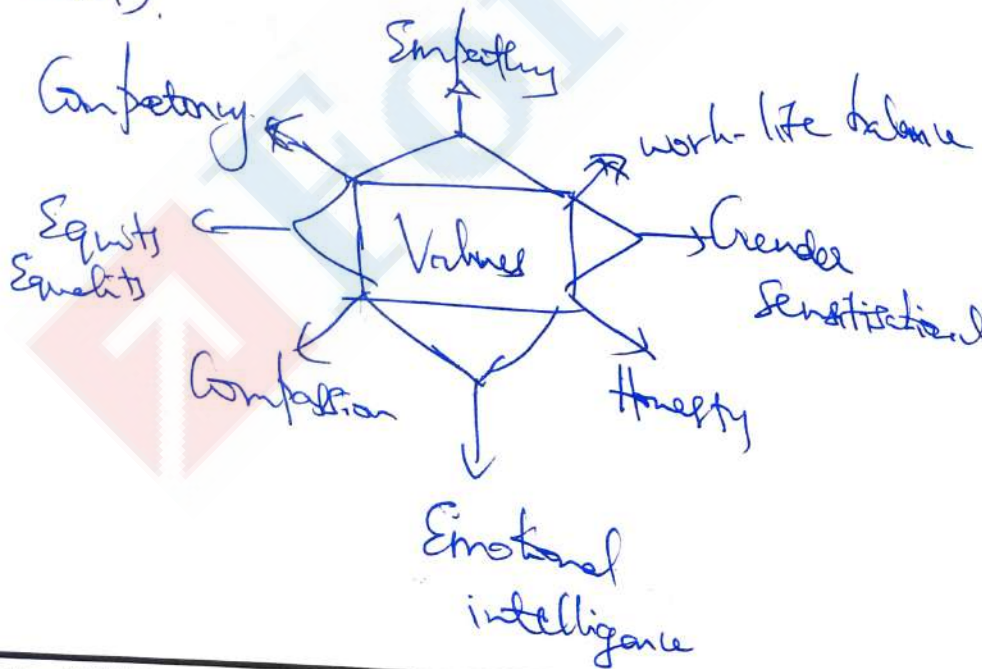 Empathy
Competency
work-life balance
Equity
Equality
Values
Gender
Sensitisation
Compassion
Honesty
Emotional
intelligence